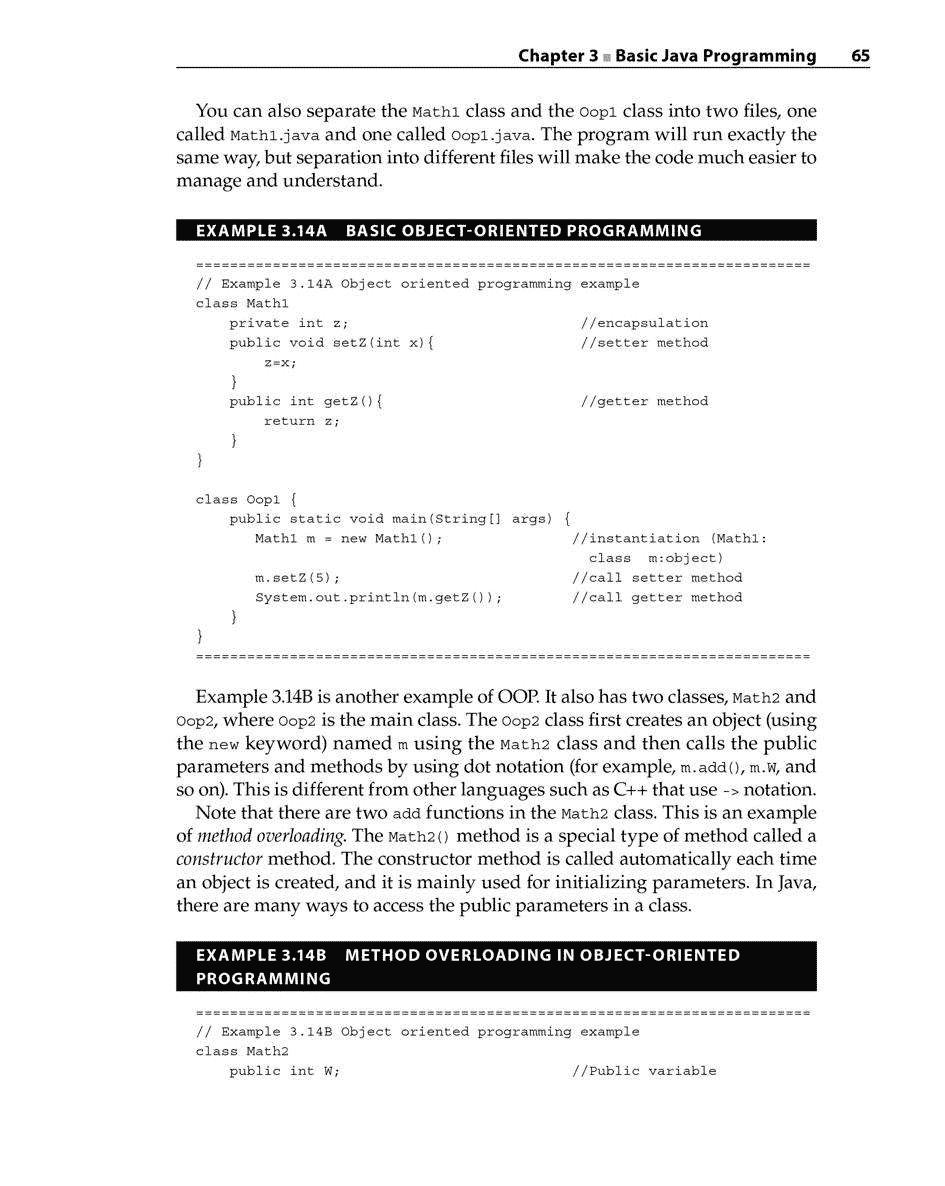 Chapter 3 ■ Basic Java Programming 65
You can also separate the Math1 class and the Oop1 class into two files, one
called Math1.java and one called Oop1.java. The program will run exactly the
same way, but separation into different files will make the code much easier to
manage and understand.
EXAMPLE 3.14A BASIC OBJECT-ORIENTED PROGRAMMING
========================================================================
// Example 3.14A Object oriented programming example
class Math1
    private int z;                           //encapsulation
    public void setZ(int x){                 //setter method
        z=x;
    }
    public int getZ(){                       //getter method
        return z;
    }
}
class Oop1 {
    public static void main(String[] args) {
       Math1 m = new Math1();               //instantiation (Math1:
                                              class  m:object)
       m.setZ(5);                           //call setter method
       System.out.println(m.getZ());        //call getter method
    }
}
========================================================================
Example 3.14B is another example of OOP. It also has two classes, Math2 and
Oop2, where Oop2 is the main class. The Oop2 class first creates an object (using
the new keyword) named m using the Math2 class and then calls the public
parameters and methods by using dot notation (for example, m.add(), m.W, and
so on). This is different from other languages such as C++ that use -> notation.
Note that there are two add functions in the Math2 class. This is an example
of method overloading. The Math2() method is a special type of method called a
constructor method. The constructor method is called automatically each time
an object is created, and it is mainly used for initializing parameters. In Java,
there are many ways to access the public parameters in a class.
EXAMPLE 3.14B METHOD OVERLOADING IN OBJECT-ORIENTED
PROGRAMMING
========================================================================
// Example 3.14B Object oriented programming example
class Math2
    public int W;                           //Public variable